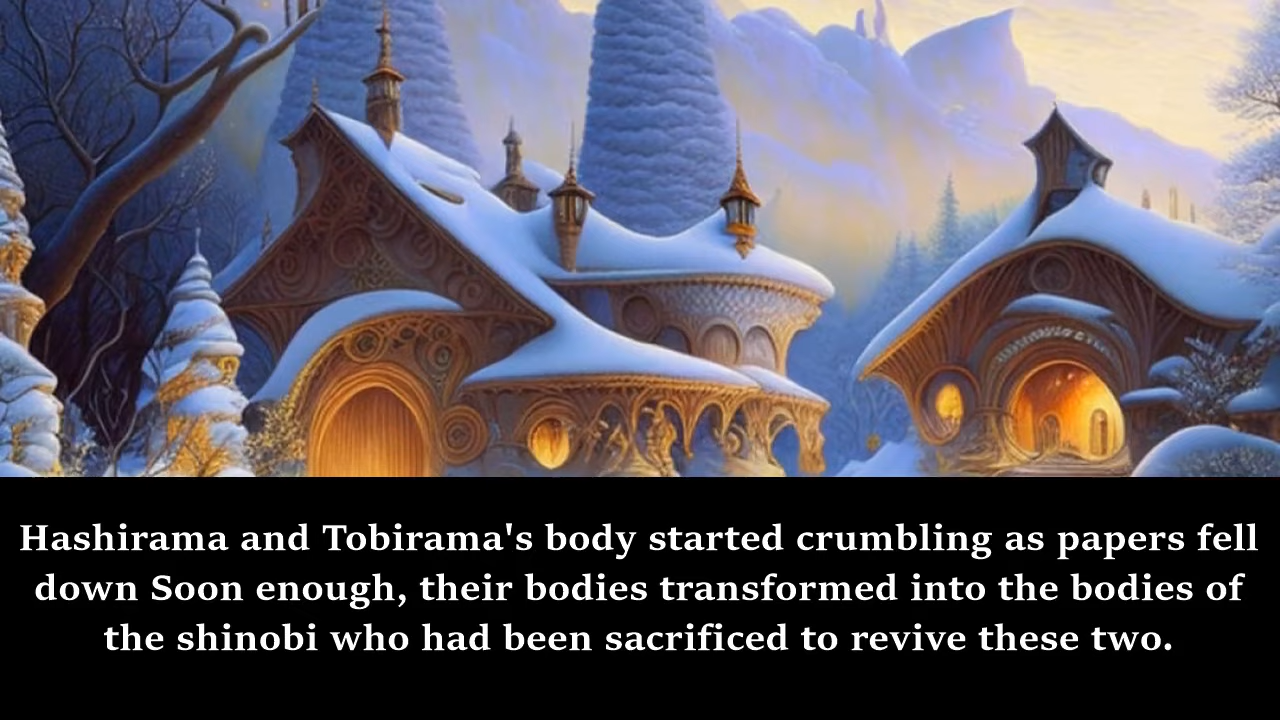 Hashirama and Tobirama's body started crumbling as papers fell
down Soon enough, their bodies transformed into the bodies of
the shinobi who had been sacrificed to revive these two.